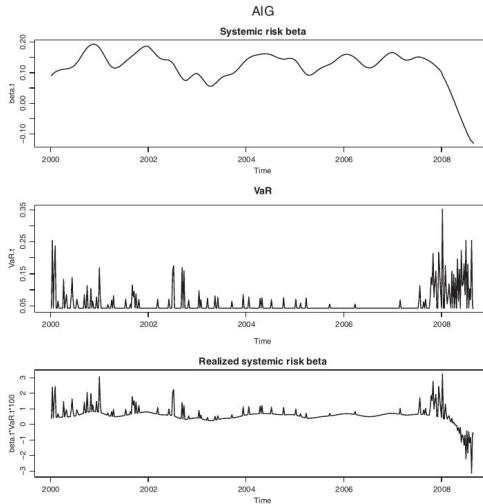 AIG
Systemic risk beta
beta.t
0.20
0.10
0.00
−0.10
2000 2002 2004 2006 2008
Time
VaR
VaR.t
0.35
0.25
0.15
0.05
2000 2002 2004 2006 2008
Time
Realized systemic risk beta
beta.t*VaR.t*100
3
2
1
0
−1
−2
−3
2000 2002 2004 2006 2008
Time